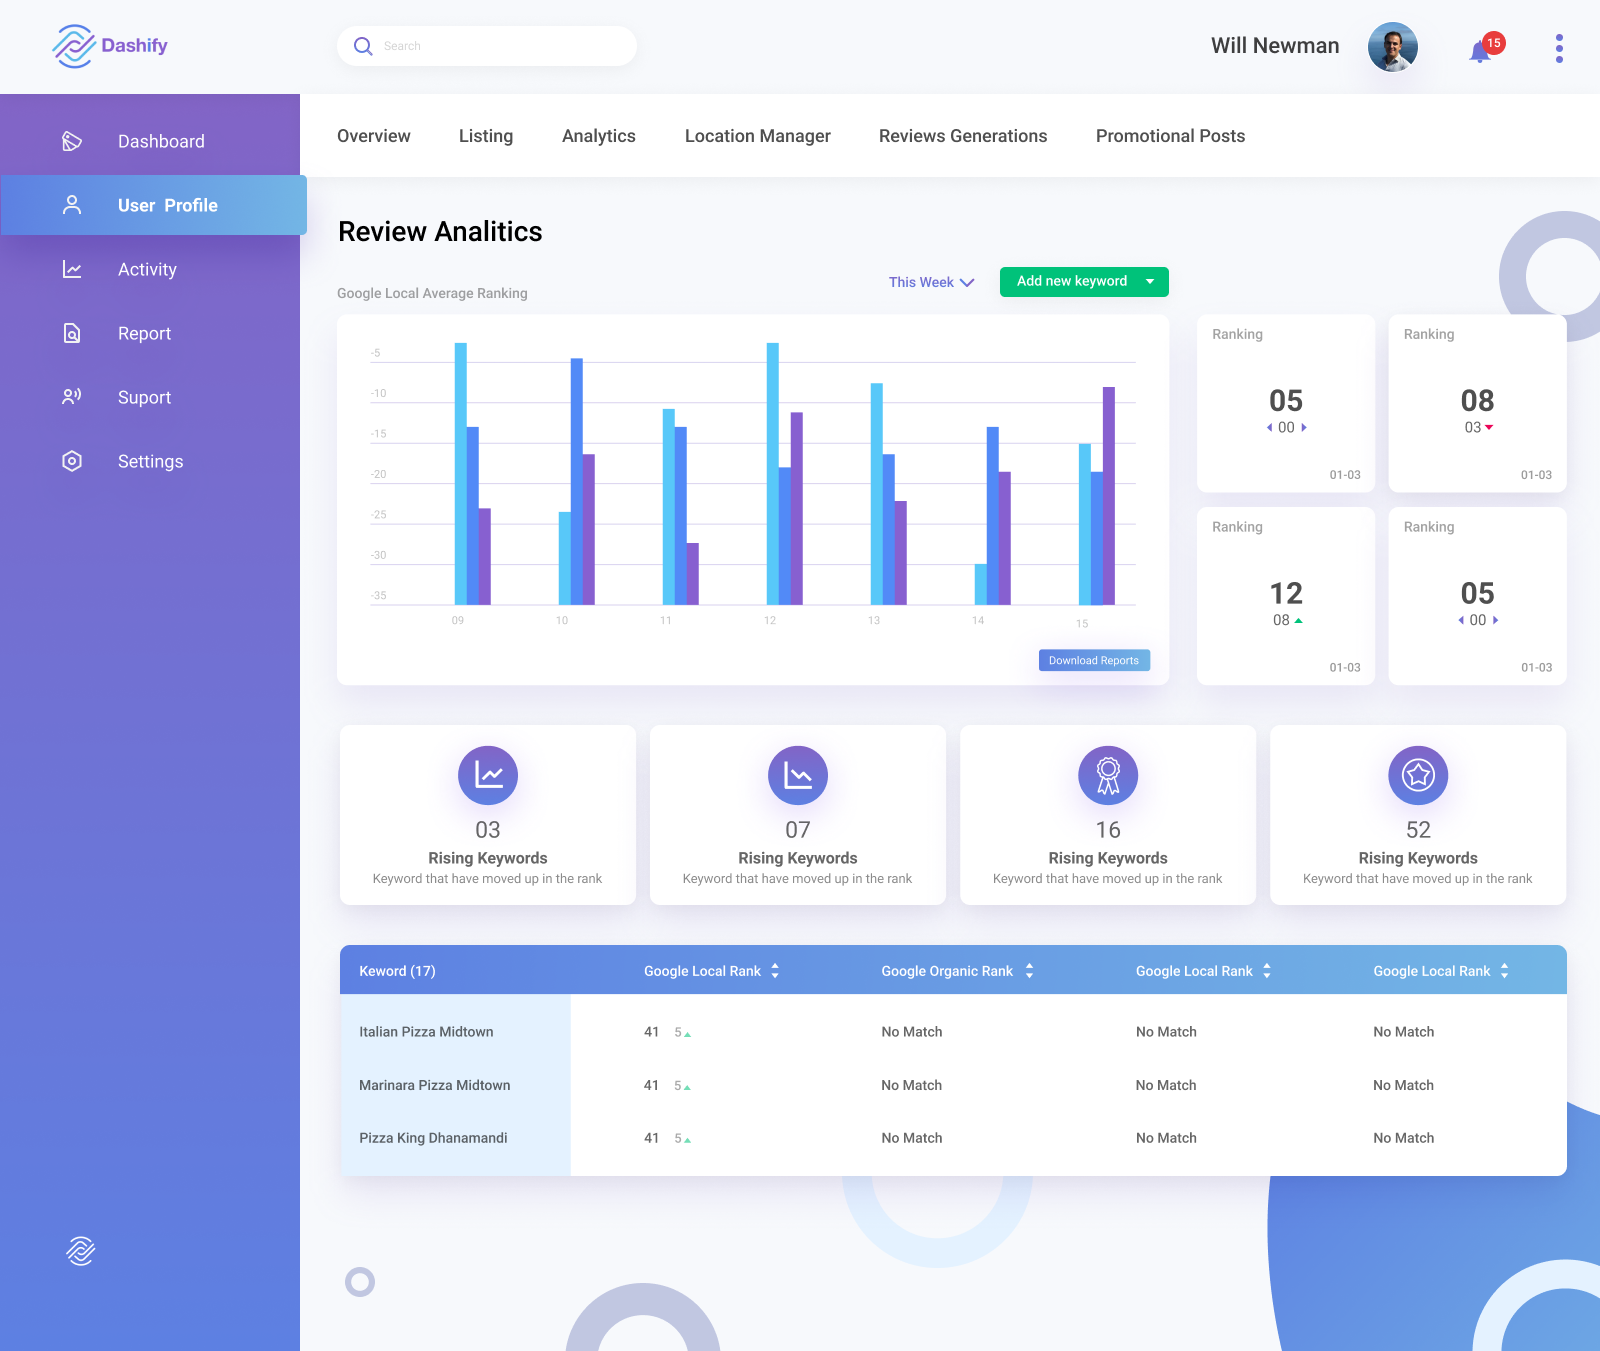 Dashify
Search
Will Newman
15
Dashboard
User Profile
Activity
Report
Suport
Settings
Overview Listing Analytics Location Manager Reviews Generations Promotional Posts
Review Analitics
Google Local Average Ranking
This Week
Add new keyword
-5
-10
-15
-20
-25
-30
-35
09 10 11 12 13 14 15
Download Reports
Ranking
05
00
01-03
Ranking
08
03
01-03
Ranking
12
08
01-03
Ranking
05
00
01-03
03
Rising Keywords
Keyword that have moved up in the rank
07
Rising Keywords
Keyword that have moved up in the rank
16
Rising Keywords
Keyword that have moved up in the rank
52
Rising Keywords
Keyword that have moved up in the rank
Keword (17) Google Local Rank Google Organic Rank Google Local Rank Google Local Rank
Italian Pizza Midtown 41 5 No Match No Match No Match
Marinara Pizza Midtown 41 5 No Match No Match No Match
Pizza King Dhanamandi 41 5 No Match No Match No Match